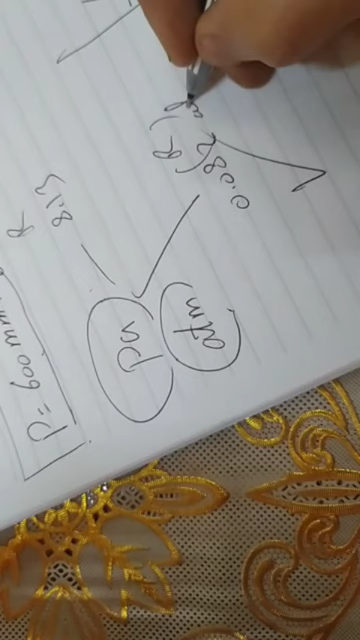 0.082 (R)
8.13
R
Pa
atm
P = 600 mm